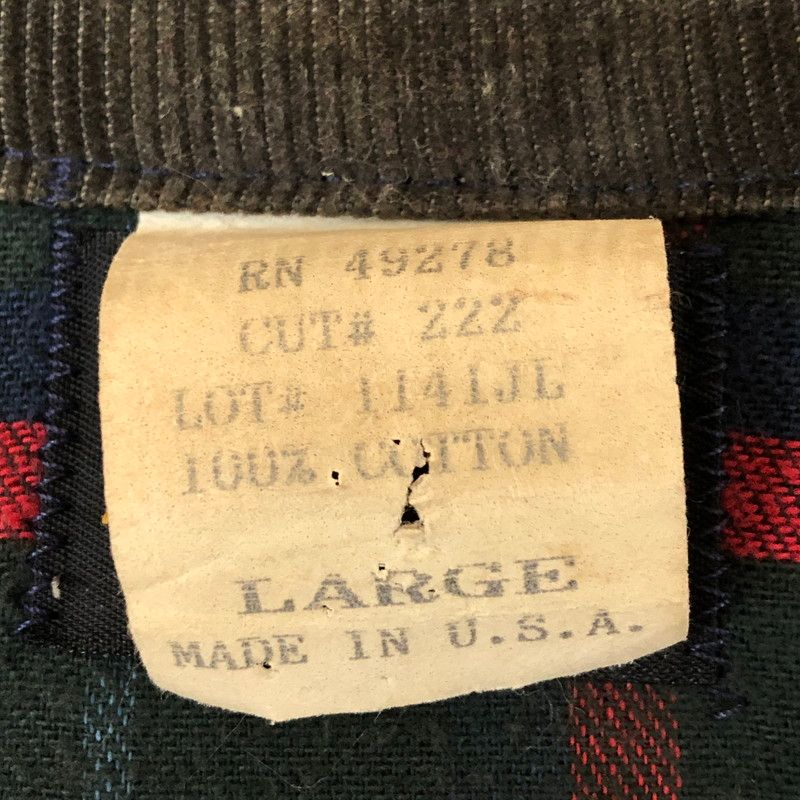 RN 49278
CUT# 222
LOT# 1141JL
100% COTTON
LARGE
MADE IN U.S.A.